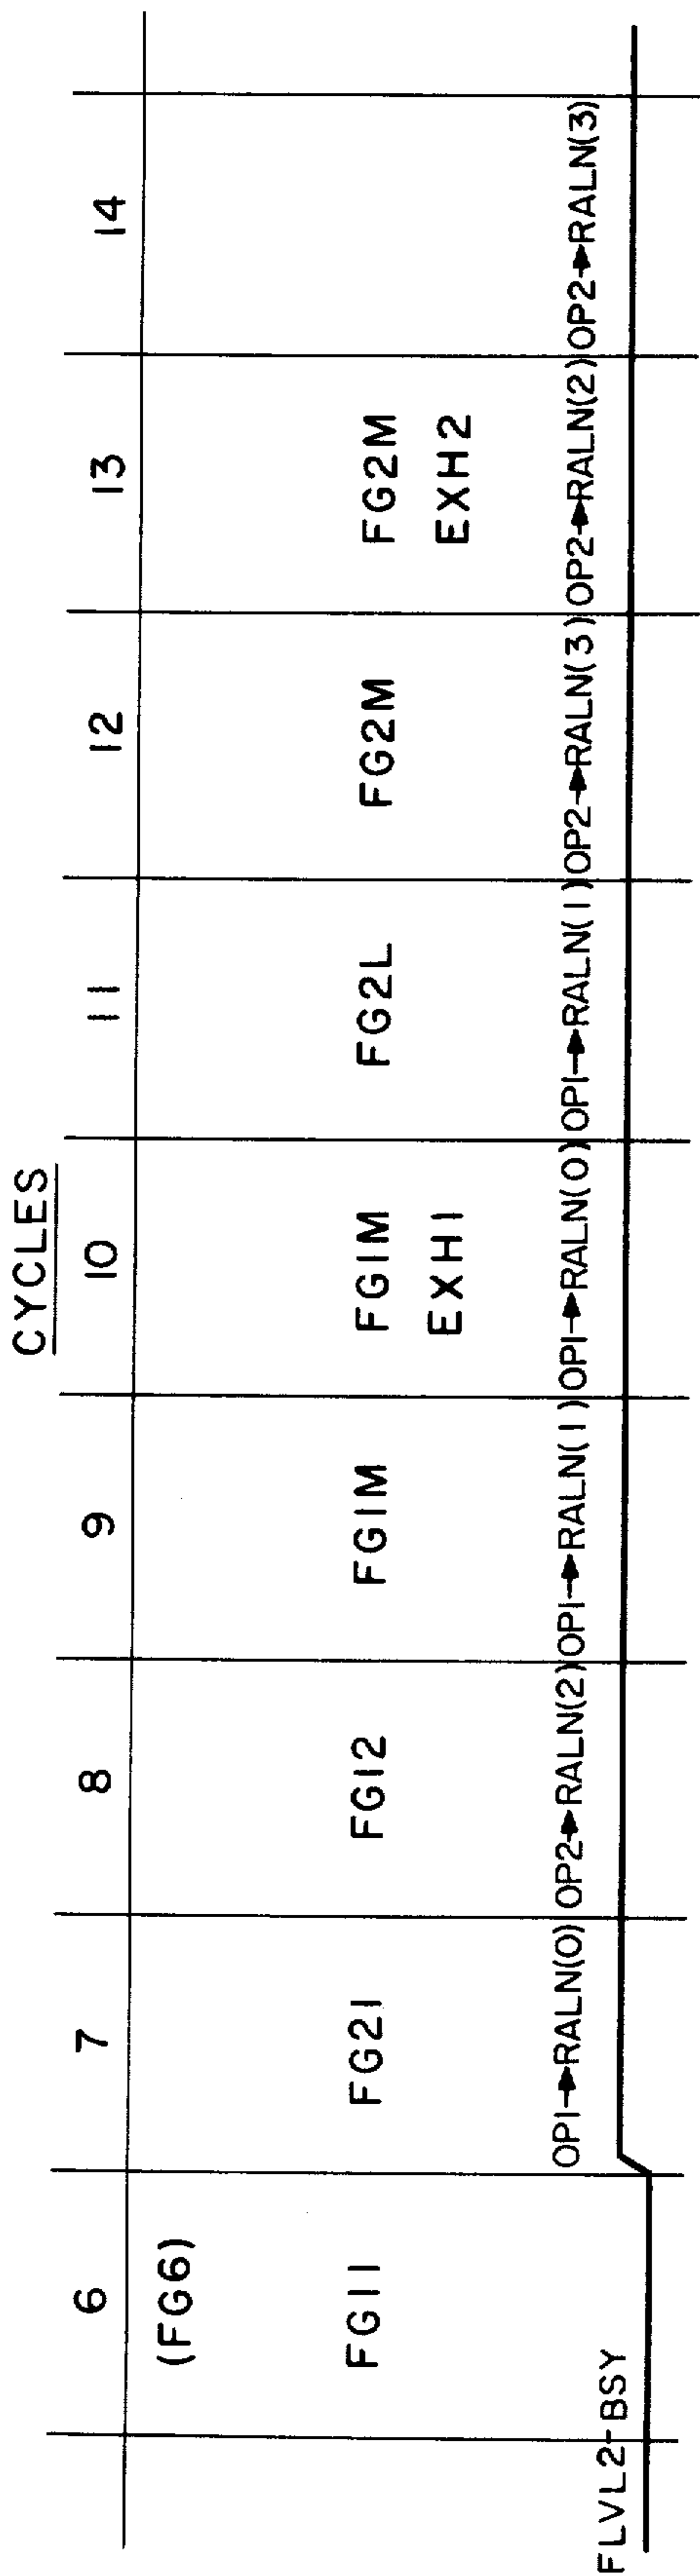 CYCLES
6 7 8 9 10 11 12 13 14
(FG6)
FG11 FG21 FG12 FG1M FG1M FG2L FG2M FG2M
EXH1 EXH2
OP1→RALN(0) OP2→RALN(2) OP1→RALN(1) OP1→RALN(0) OP1→RALN(1) OP2→RALN(3) OP2→RALN(2) OP2→RALN(3)
FLVL2-BSY